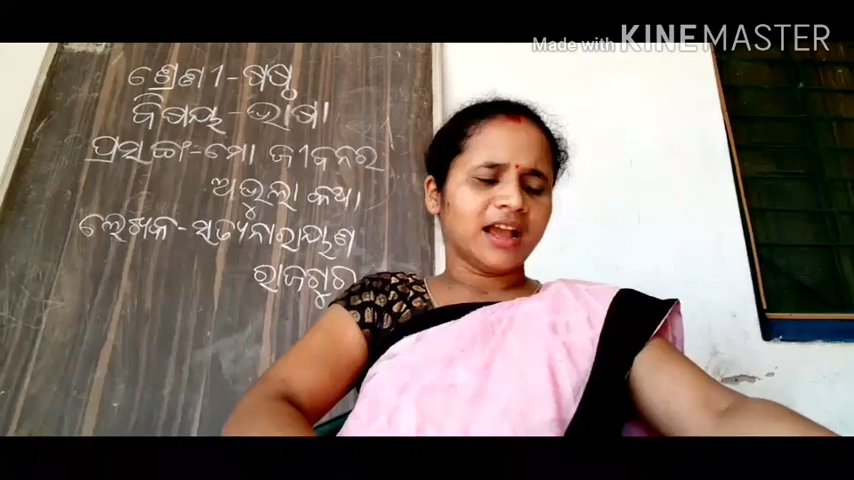 Made with KINEMASTER
ଶ୍ରେଣୀ-ଷଷ୍ଠ
ବିଷୟ-ଭାଷା
ପ୍ରସଙ୍ଗ-ମୋ ଜୀବନର
ଅଭୁଲା କଥା
ଲେଖକ-ସତ୍ୟନାରାୟଣ
ରାଜଗୁରୁ